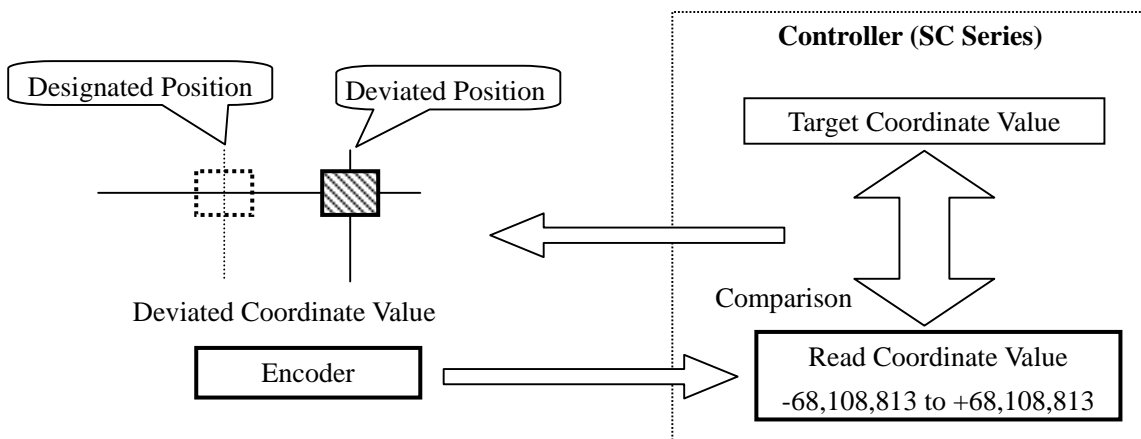 Controller (SC Series)
Designated Position
Deviated Position
Target Coordinate Value
Comparison
Deviated Coordinate Value
Encoder
Read Coordinate Value
-68,108,813 to +68,108,813